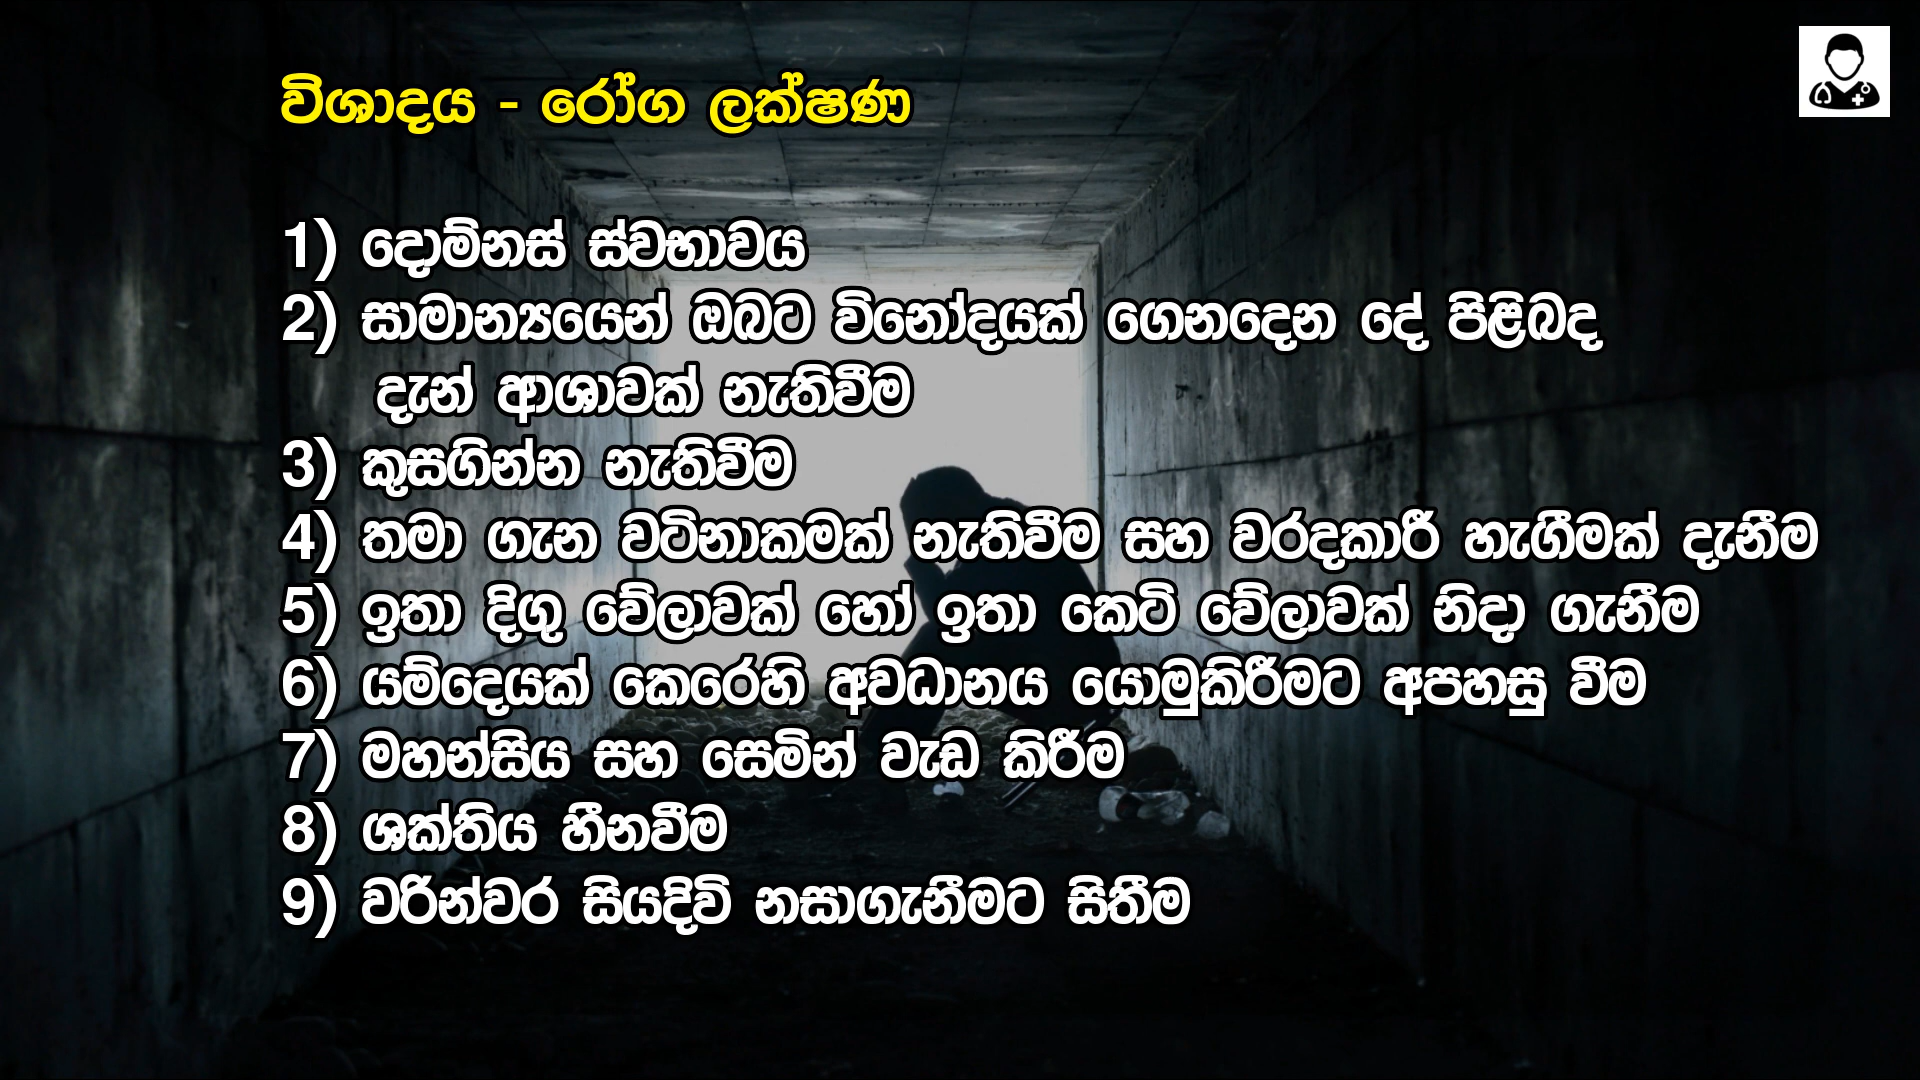 විශාදය - රෝග ලක්ෂණ
1) දොම්නස් ස්වභාවය
2) සාමාන්‍යයෙන් ඔබට විනෝදයක් ගෙනදෙන දේ පිළිබද
දැන් ආශාවක් නැතිවීම
3) කුසගින්න නැතිවීම
4) තමා ගැන වටිනාකමක් නැතිවීම සහ වරදකාරී හැගීමක් දැනීම
5) ඉතා දිගු වේලාවක් හෝ ඉතා කෙටි වේලාවක් නිදා ගැනීම
6) යම්දෙයක් කෙරෙහි අවධානය යොමුකිරීමට අපහසු වීම
7) මහන්සිය සහ සෙමින් වැඩ කිරීම
8) ශක්තිය හීනවීම
9) වරින්වර සියදිවි නසාගැනීමට සිතීම